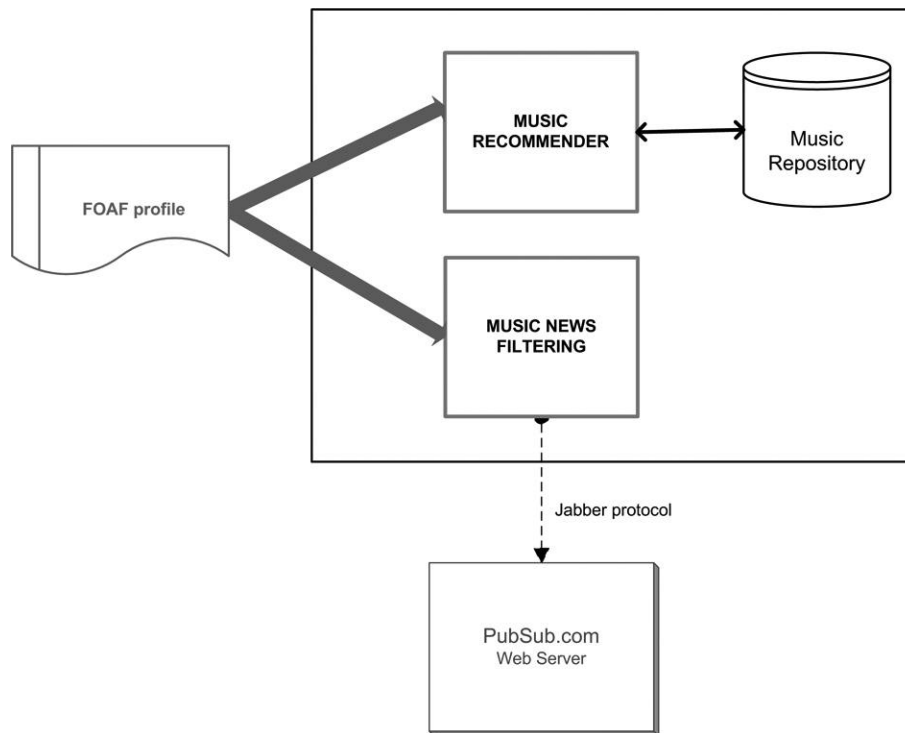 MUSIC
RECOMMENDER
Music
Repository
FOAF profile
MUSIC NEWS
FILTERING
Jabber protocol
PubSub.com
Web Server